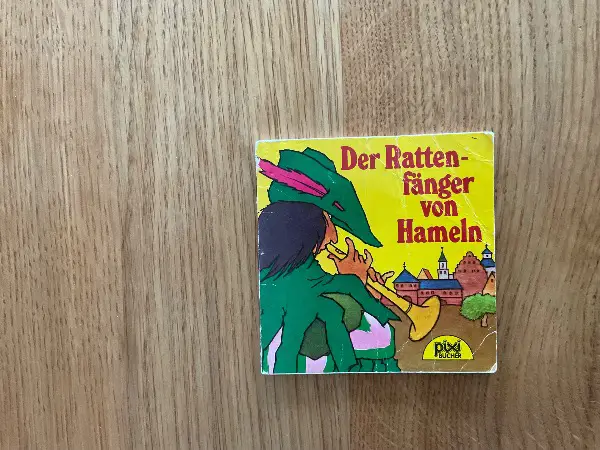 Der Ratten-
fänger
von
Hameln
pixi
BÜCHER